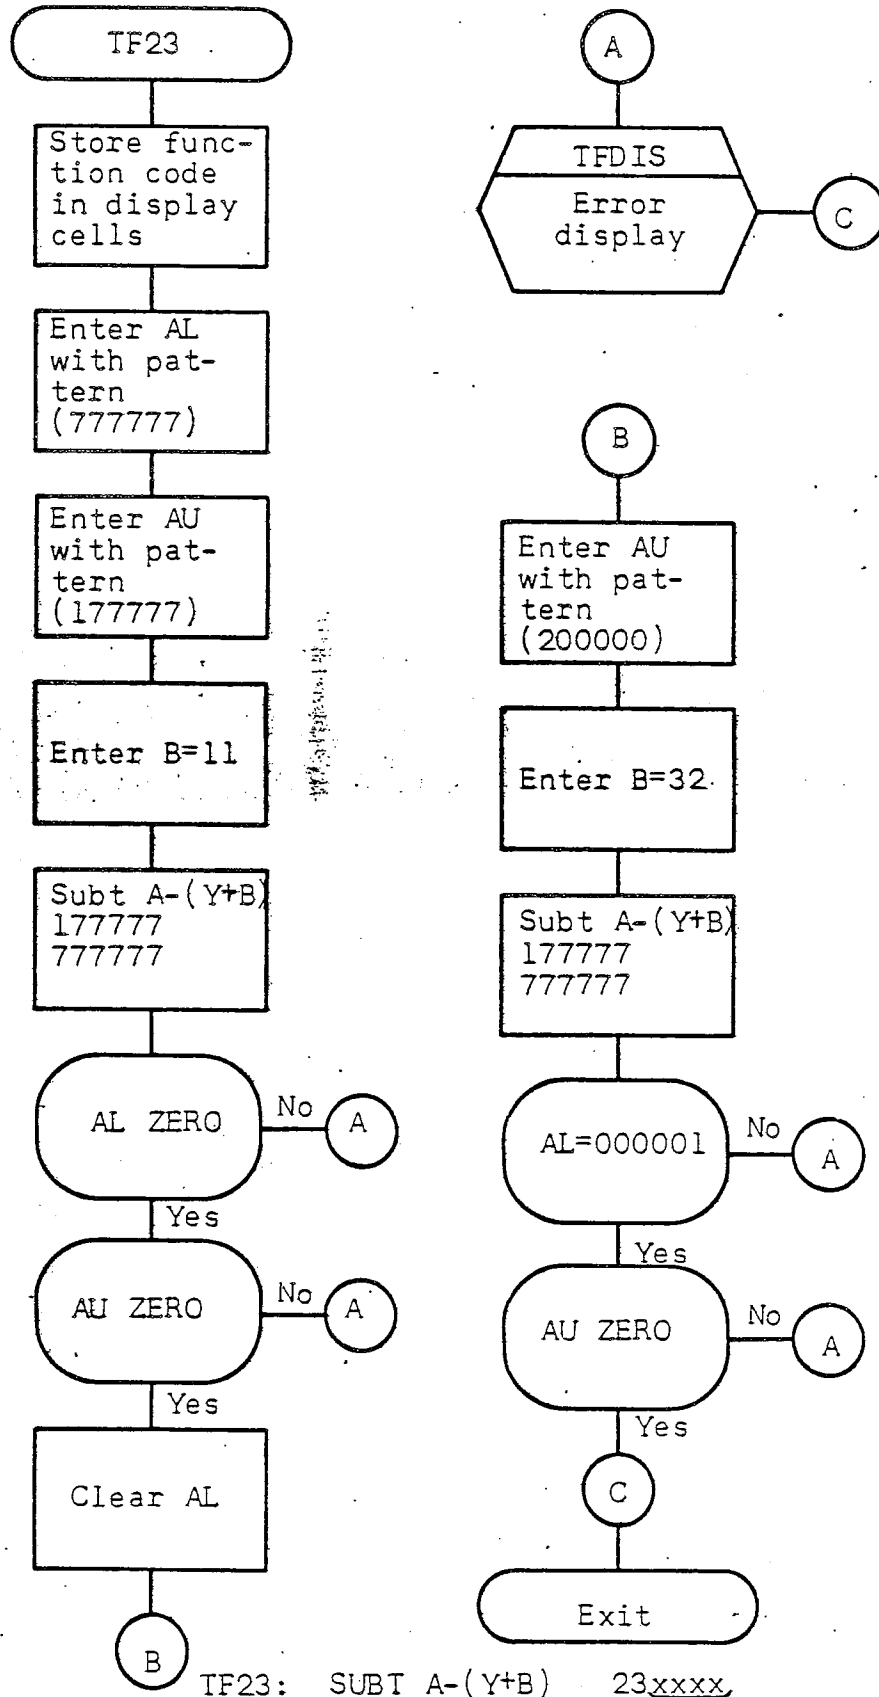 TF23
Store func-
tion code
in display
cells
Enter AL
with pat-
tern
(777777)
Enter AU
with pat-
tern
(177777)
Enter B=11
Subt A-(Y+B)
177777
777777
AL ZERO
No
A
Yes
AU ZERO
No
A
Yes
Clear AL
B
A
TFDIS
Error
display
C
B
Enter AU
with pat-
tern
(200000)
Enter B=32
Subt A-(Y+B)
177777
777777
AL=000001
No
A
Yes
AU ZERO
No
A
Yes
C
Exit
TF23: SUBT A-(Y+B) 23xxxx